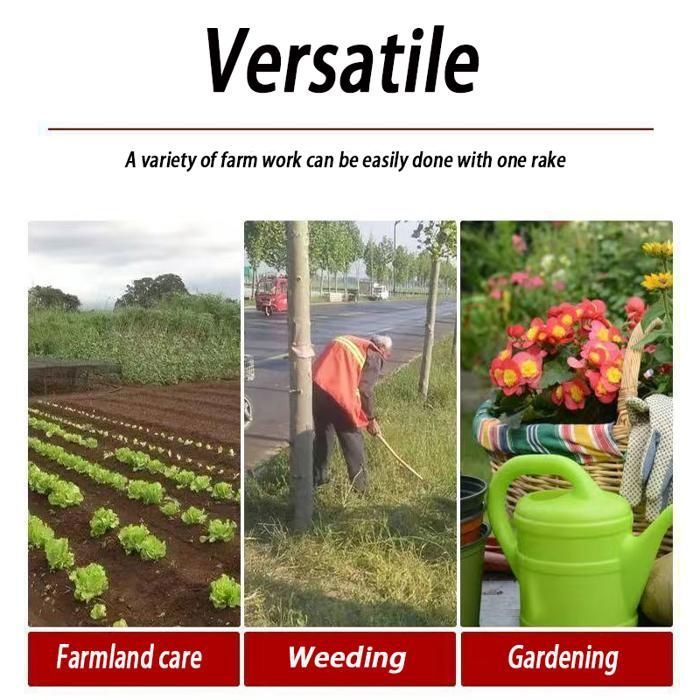 Versatile
A variety of farm work can be easily done with one rake
Farmland care
Weeding
Gardening